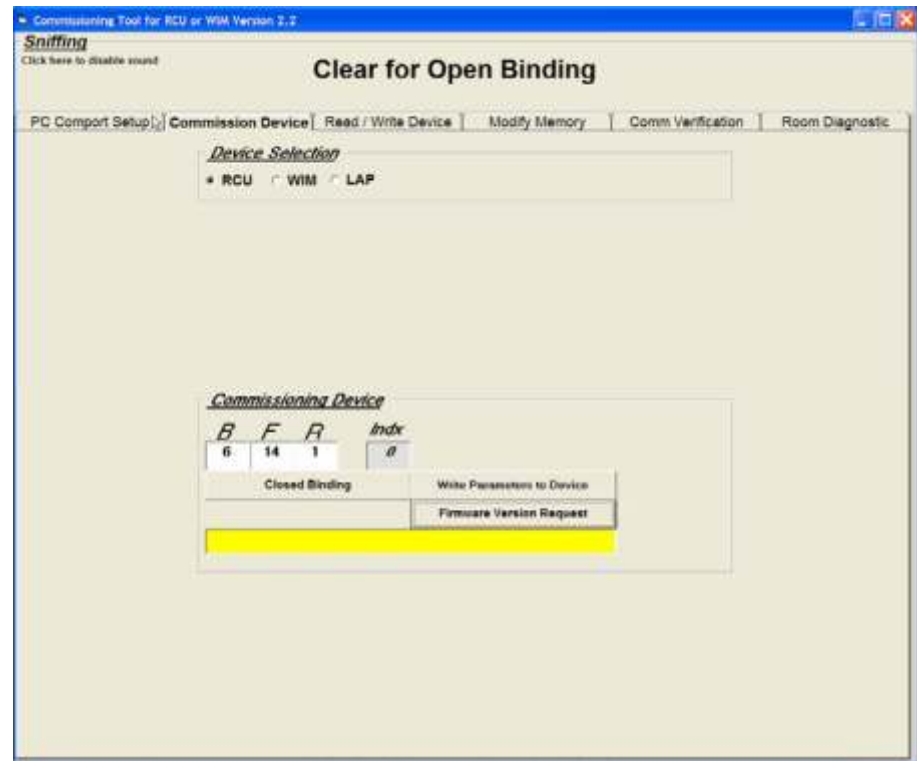 Commissioning Tool for RCU or WIM Version 2.2
Sniffing
Click here to disable sound
Clear for Open Binding
PC Comport Setup Commission Device Read / Write Device Modify Memory Comm Verification Room Diagnostic
Device Selection
RCU WIM LAP
Commissioning Device
B F R Indx
6 14 1 0
Closed Binding Write Parameters to Device
Firmware Version Request